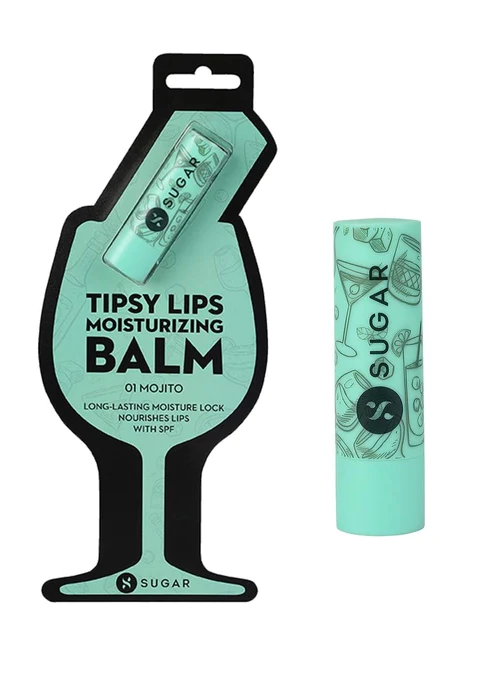 SUGAR
TIPSY LIPS
MOISTURIZING
BALM
01 MOJITO
LONG-LASTING MOISTURE LOCK
NOURISHES LIPS
WITH SPF
SUGAR
SUGAR